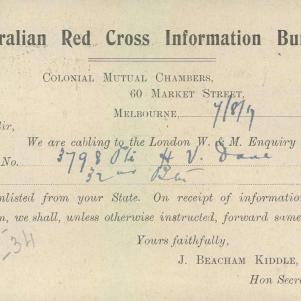 ralian Red Cross Information Bu
COLONIAL MUTUAL CHAMBERS,
60 MARKET STREET,
MELBOURNE, 7/8/17
ir,
We are cabling to the London W. & M. Enquiry
No. 3798 Pte H V. Dane
32nd Btn
nlisted from your State. On receipt of information
n, we shall, unless otherwise instructed, forward same
Yours faithfully,
J. BEACHAM KIDDLE,
Hon Secre